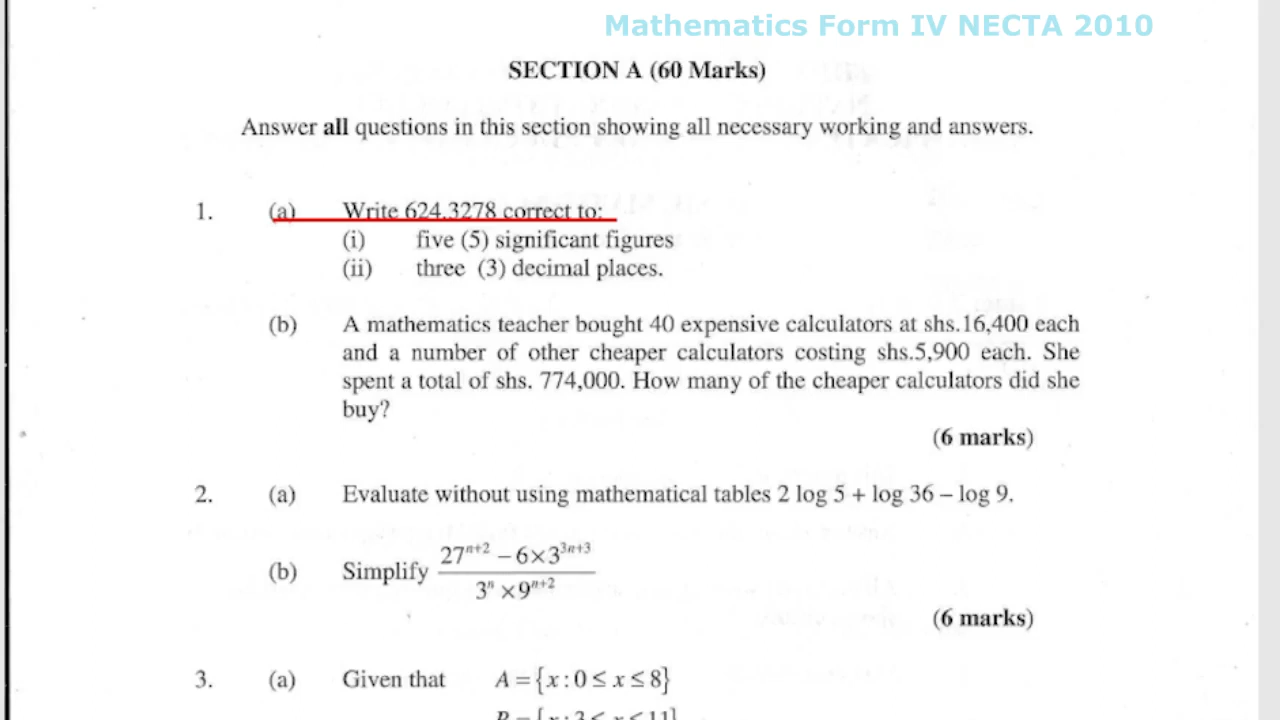 Mathematics Form IV NECTA 2010
SECTION A (60 Marks)
Answer all questions in this section showing all necessary working and answers.
1. (a) Write 624.3278 correct to:
(i) five (5) significant figures
(ii) three (3) decimal places.
(b) A mathematics teacher bought 40 expensive calculators at shs.16,400 each
and a number of other cheaper calculators costing shs.5,900 each. She
spent a total of shs. 774,000. How many of the cheaper calculators did she
buy?
(6 marks)
2. (a) Evaluate without using mathematical tables 2 log 5 + log 36 – log 9.
(b) Simplify 27ⁿ⁺² – 6×3³ⁿ⁺³
3ⁿ ×9ⁿ⁺²
(6 marks)
3. (a) Given that A = {x : 0 ≤ x ≤ 8}